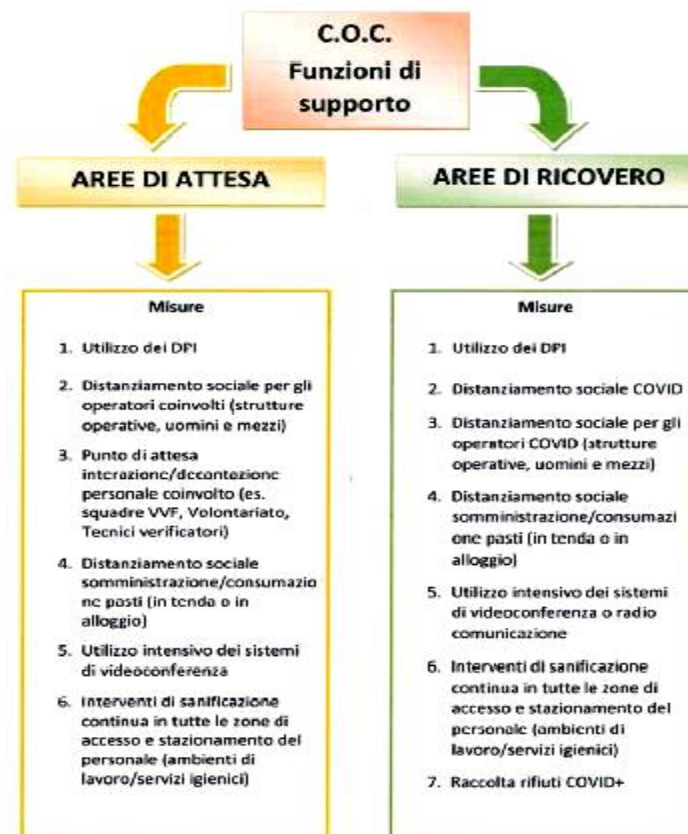 C.O.C.
Funzioni di
supporto
AREE DI ATTESA
Misure
1. Utilizzo dei DPI
2. Distanziamento sociale per gli
operatori coinvolti (strutture
operative, uomini e mezzi)
3. Punto di attesa
personale coinvolto (es.
squadre VVF, Volontariato,
Tecnici verificatori)
4. Distanziamento sociale
somministrazione/consumazio
ne pasti (in tenda o in
alloggio)
5. Utilizzo intensivo dei sistemi
di videoconferenza
6. Interventi di sanificazione
continua in tutte le zone di
accesso e stazionamento del
personale (ambienti di
lavoro/servizi igienici)
AREE DI RICOVERO
Misure
1. Utilizzo dei DPI
2. Distanziamento sociale COVID
3. Distanziamento sociale per gli
operatori COVID (strutture
operative, uomini e mezzi)
4. Distanziamento sociale
somministrazione/consumazi
one pasti (in tenda o in
alloggio)
5. Utilizzo intensivo dei sistemi
di videoconferenza o radio
comunicazione
6. Interventi di sanificazione
continua in tutte le zone di
accesso e stazionamento del
personale (ambienti di
lavoro/servizi igienici)
7. Raccolta rifiuti COVID+